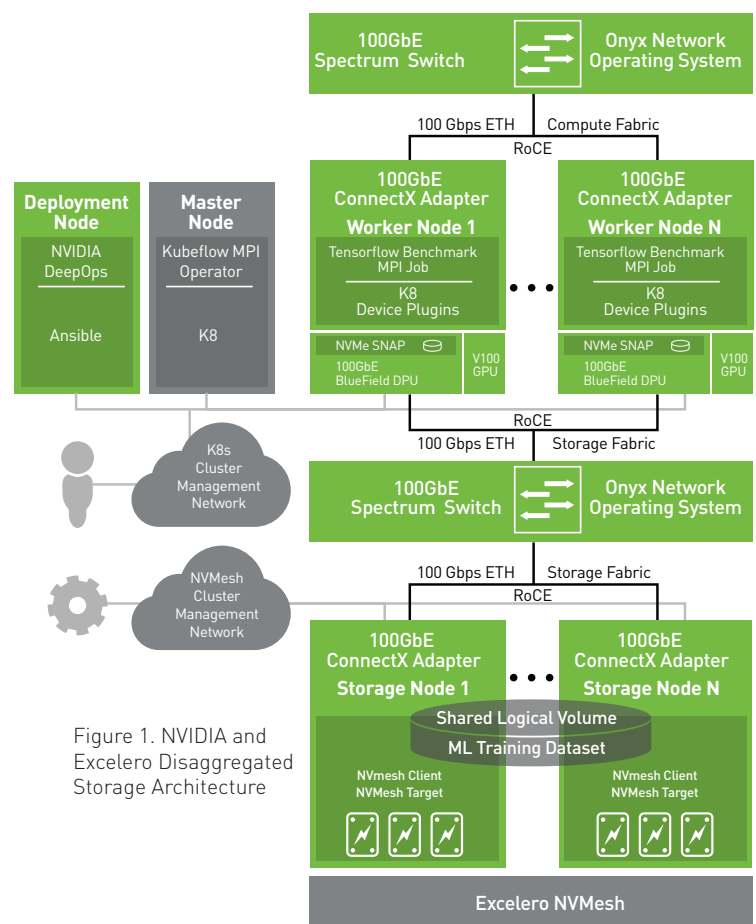 100GbE
Spectrum Switch
Onyx Network
Operating System
100 Gbps ETH
Compute Fabric
RoCE
Deployment
Node
NVIDIA
DeepOps
Ansible
Master
Node
Kubeflow MPI
Operator
K8
100GbE
ConnectX Adapter
Worker Node 1
Tensorflow Benchmark
MPI Job
K8
Device Plugins
NVMe SNAP
100GbE
BlueField DPU
V100
GPU
100GbE
ConnectX Adapter
Worker Node N
Tensorflow Benchmark
MPI Job
K8
Device Plugins
NVMe SNAP
100GbE
BlueField DPU
V100
GPU
RoCE
100 Gbps ETH
Storage Fabric
K8s
Cluster
Management
Network
100GbE
Spectrum Switch
Onyx Network
Operating System
100 Gbps ETH
Storage Fabric
RoCE
NVMesh
Cluster
Management
Network
100GbE
ConnectX Adapter
Storage Node 1
100GbE
ConnectX Adapter
Storage Node N
Shared Logical Volume
ML Training Dataset
NVmesh Client
NVMesh Target
NVmesh Client
NVMesh Target
Figure 1. NVIDIA and
Excelero Disaggregated
Storage Architecture
Excelero NVMesh